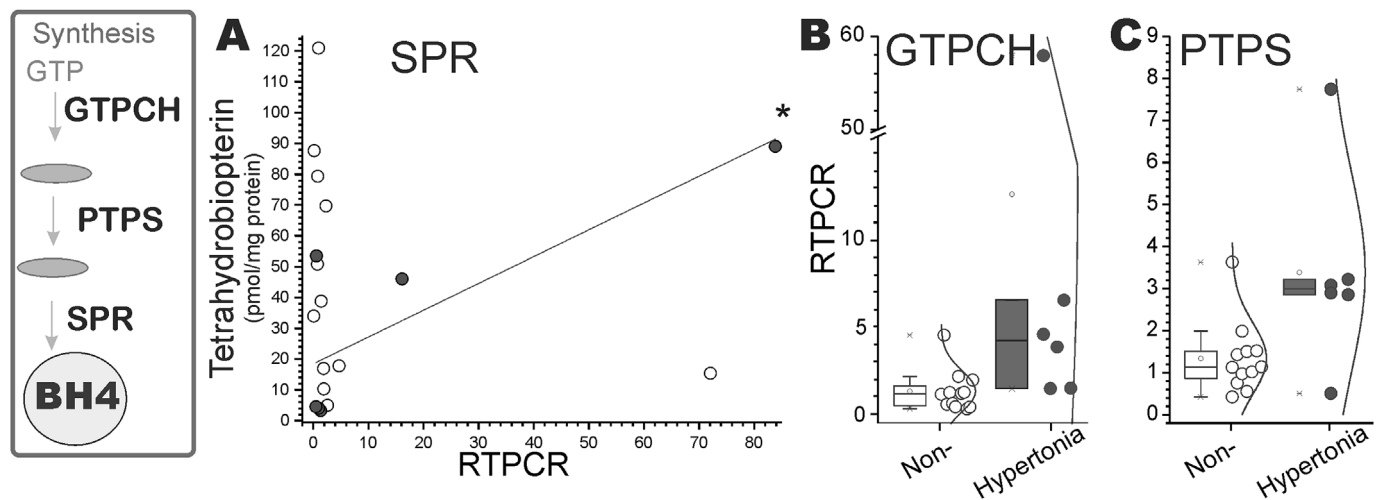 Synthesis
GTP
GTPCH
PTPS
SPR
BH4
A
SPR
Tetrahydrobiopterin
(pmol/mg protein)
120
110
100
90
80
70
60
50
40
30
20
10
0
*
0 10 20 30 40 50 60 70 80
RTPCR
B
GTPCH
RTPCR
60
50
10
5
0
Non-
Hypertonia
C
PTPS
9
8
7
6
5
4
3
2
1
0
Non-
Hypertonia